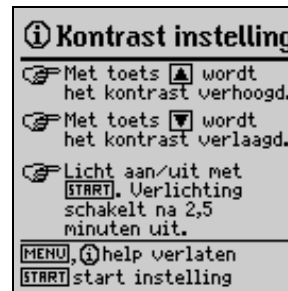 ⓘ Kontrast instelling
Met toets ▲ wordt
het kontrast verhoogd.
Met toets ▼ wordt
het kontrast verlaagd.
Licht aan/uit met
START. Verlichting
schakelt na 2,5
minuten uit.
MENU, ⓘ help verlaten
START start instelling